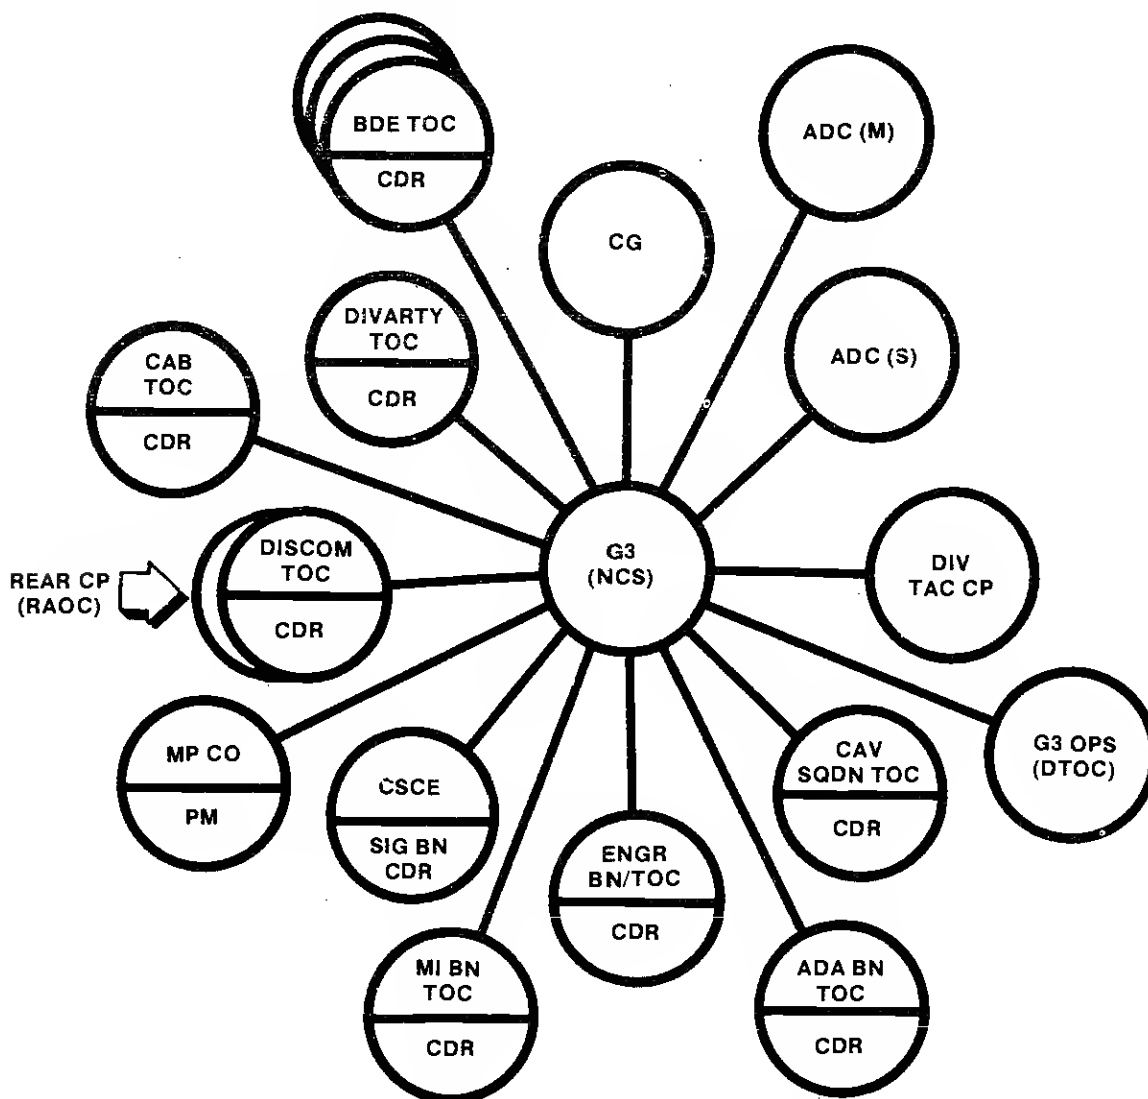 BDE TOC
CDR
ADC (M)
CG
DIVARTY
TOC
CDR
ADC (S)
CAB
TOC
CDR
REAR CP
(RAOC)
DISCOM
TOC
CDR
G3
(NCS)
DIV
TAC CP
MP CO
PM
CSCE
SIG BN
CDR
ENGR
BN/TOC
CDR
CAV
SQDN TOC
CDR
G3 OPS
(DTOC)
MI BN
TOC
CDR
ADA BN
TOC
CDR